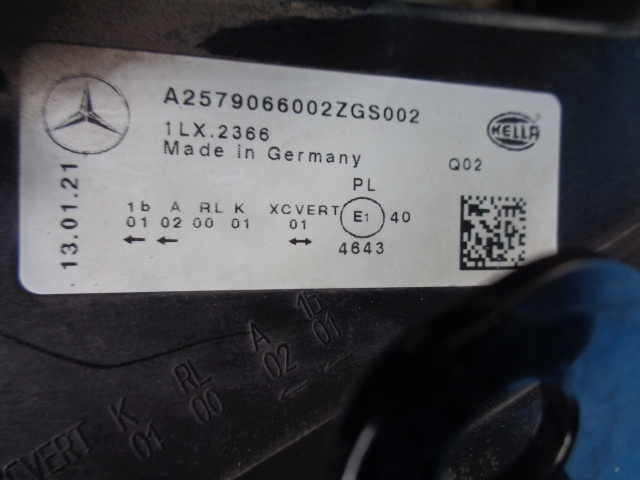 A2579066002ZGS002
1LX.2366
Made in Germany
HELLA
Q02
13.01.21
PL
1b A RL K XCVERT E1 40
01 02 00 01 01
4643
XCVERT K RL A 1b
01 00 02 01